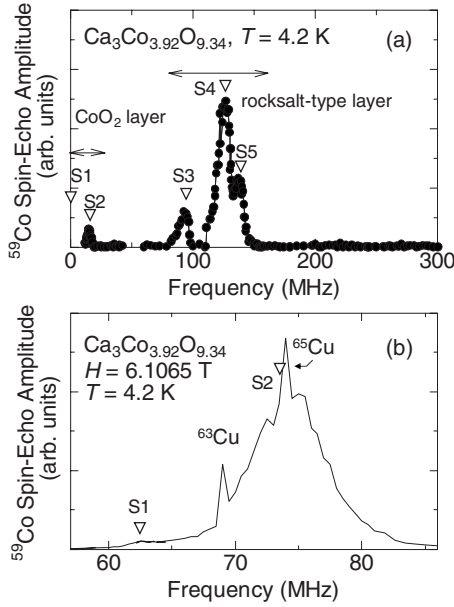 Ca₃Co₃.₉₂O₉.₃₄, T = 4.2 K (a)
S4
rocksalt-type layer
CoO₂ layer
S1
S2
S3
S5
⁵⁹Co Spin-Echo Amplitude
(arb. units)
0 100 200 300
Frequency (MHz)
Ca₃Co₃.₉₂O₉.₃₄
H = 6.1065 T
T = 4.2 K
(b)
⁶⁵Cu
S2
⁶³Cu
S1
⁵⁹Co Spin-Echo Amplitude
(arb. units)
60 70 80
Frequency (MHz)